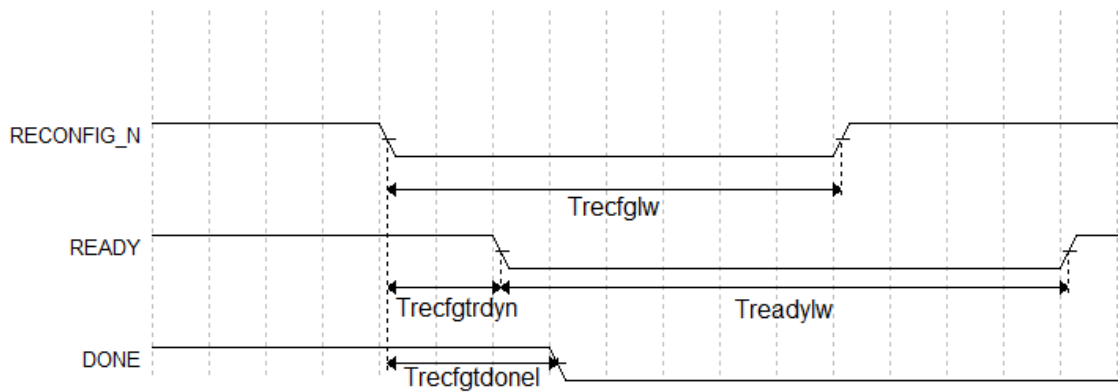 RECONFIG_N
Trecfglw
READY
Trecfgtrdyn
Treadylw
DONE
Trecfgtdonel